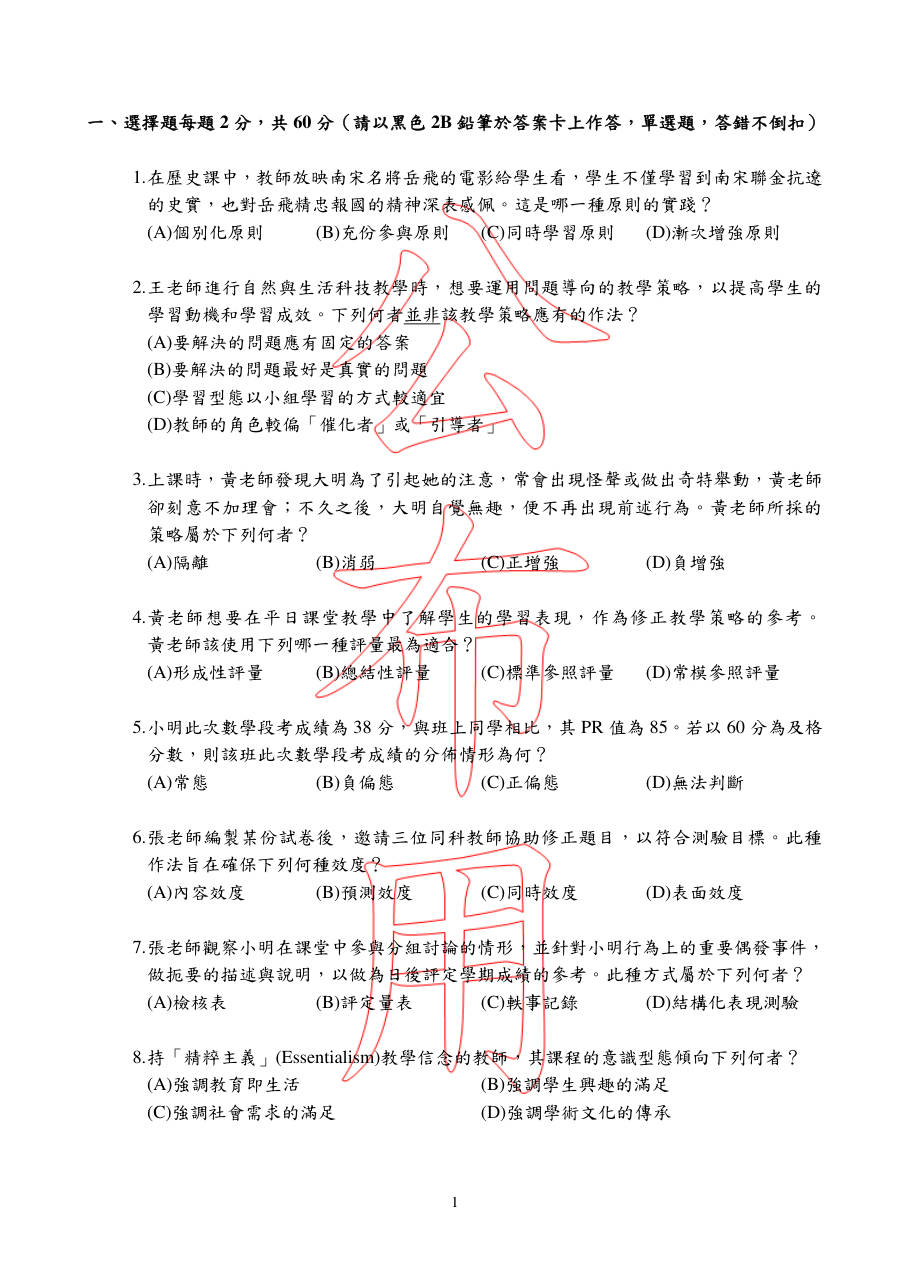 一、選擇題每題 2 分，共 60 分（請以黑色 2B 鉛筆於答案卡上作答，單選題，答錯不倒扣）
1.在歷史課中，教師放映南宋名將岳飛的電影給學生看，學生不僅學習到南宋聯金抗遼
的史實，也對岳飛精忠報國的精神深表感佩。這是哪一種原則的實踐？
(A)個別化原則 (B)充份參與原則 (C)同時學習原則 (D)漸次增強原則
2.王老師進行自然與生活科技教學時，想要運用問題導向的教學策略，以提高學生的
學習動機和學習成效。下列何者並非該教學策略應有的作法？
(A)要解決的問題應有固定的答案
(B)要解決的問題最好是真實的問題
(C)學習型態以小組學習的方式較適宜
(D)教師的角色較偏「催化者」或「引導者」
3.上課時，黃老師發現大明為了引起她的注意，常會出現怪聲或做出奇特舉動，黃老師
卻刻意不加理會；不久之後，大明自覺無趣，便不再出現前述行為。黃老師所採的
策略屬於下列何者？
(A)隔離 (B)消弱 (C)正增強 (D)負增強
4.黃老師想要在平日課堂教學中了解學生的學習表現，作為修正教學策略的參考。
黃老師該使用下列哪一種評量最為適合？
(A)形成性評量 (B)總結性評量 (C)標準參照評量 (D)常模參照評量
5.小明此次數學段考成績為 38 分，與班上同學相比，其 PR 值為 85。若以 60 分為及格
分數，則該班此次數學段考成績的分佈情形為何？
(A)常態 (B)負偏態 (C)正偏態 (D)無法判斷
6.張老師編製某份試卷後，邀請三位同科教師協助修正題目，以符合測驗目標。此種
作法旨在確保下列何種效度？
(A)內容效度 (B)預測效度 (C)同時效度 (D)表面效度
7.張老師觀察小明在課堂中參與分組討論的情形，並針對小明行為上的重要偶發事件，
做扼要的描述與說明，以做為日後評定學期成績的參考。此種方式屬於下列何者？
(A)檢核表 (B)評定量表 (C)軼事記錄 (D)結構化表現測驗
8.持「精粹主義」(Essentialism)教學信念的教師，其課程的意識型態傾向下列何者？
(A)強調教育即生活 (B)強調學生興趣的滿足
(C)強調社會需求的滿足 (D)強調學術文化的傳承
1
公布用